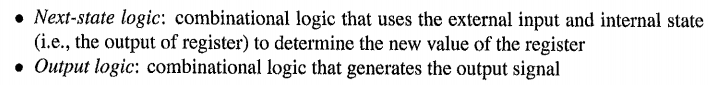 • Next-state logic: combinational logic that uses the external input and internal state
(i.e., the output of register) to determine the new value of the register
• Output logic: combinational logic that generates the output signal